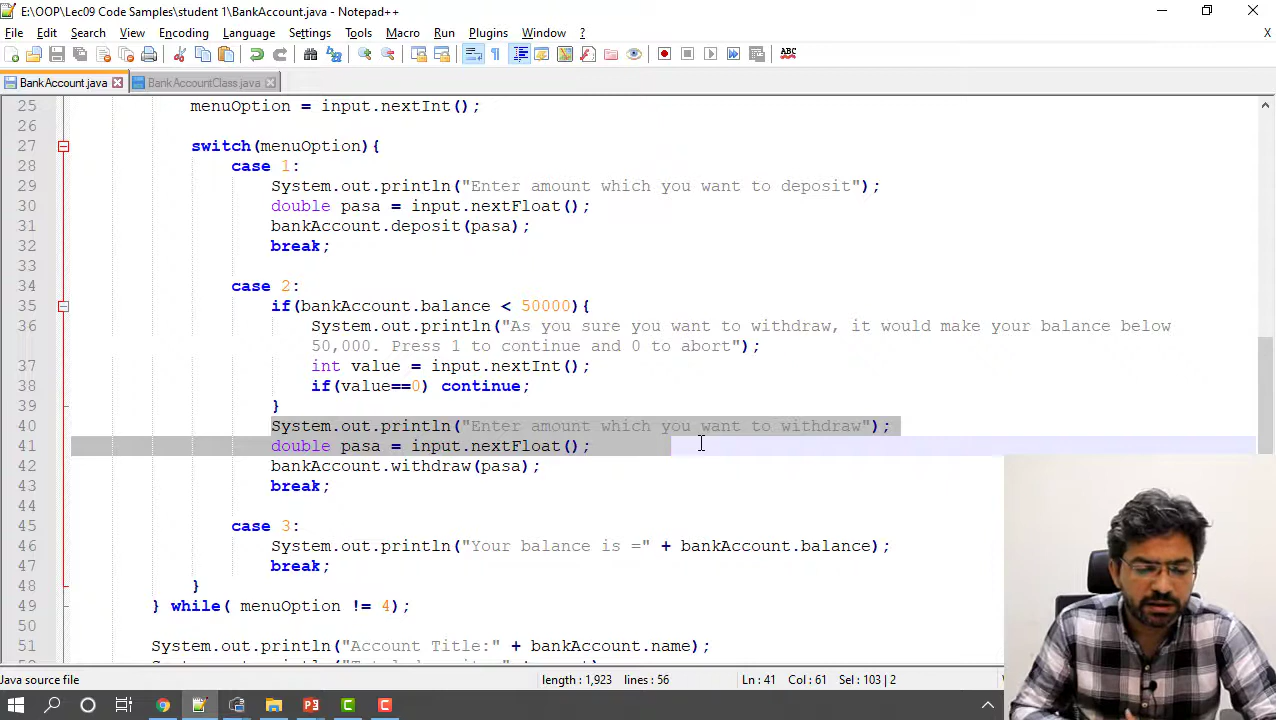 E:\OOP\Lec09 Code Samples\student 1\BankAccount.java - Notepad++
File Edit Search View Encoding Language Settings Tools Macro Run Plugins Window ? X
ABC
BankAccount.java BankAccountClass.java
25 menuOption = input.nextInt();
26
27 switch(menuOption){
28 case 1:
29 System.out.println("Enter amount which you want to deposit");
30 double pasa = input.nextFloat();
31 bankAccount.deposit(pasa);
32 break;
33
34 case 2:
35 if(bankAccount.balance < 50000){
36 System.out.println("As you sure you want to withdraw, it would make your balance below
50,000. Press 1 to continue and 0 to abort");
37 int value = input.nextInt();
38 if(value==0) continue;
39 }
40 System.out.println("Enter amount which you want to withdraw");
41 double pasa = input.nextFloat();
42 bankAccount.withdraw(pasa);
43 break;
44
45 case 3:
46 System.out.println("Your balance is =" + bankAccount.balance);
47 break;
48 }
49 } while( menuOption != 4);
50
51 System.out.println("Account Title:" + bankAccount.name);
Java source file length : 1,923 lines : 56 Ln : 41 Col : 61 Sel : 103 | 2